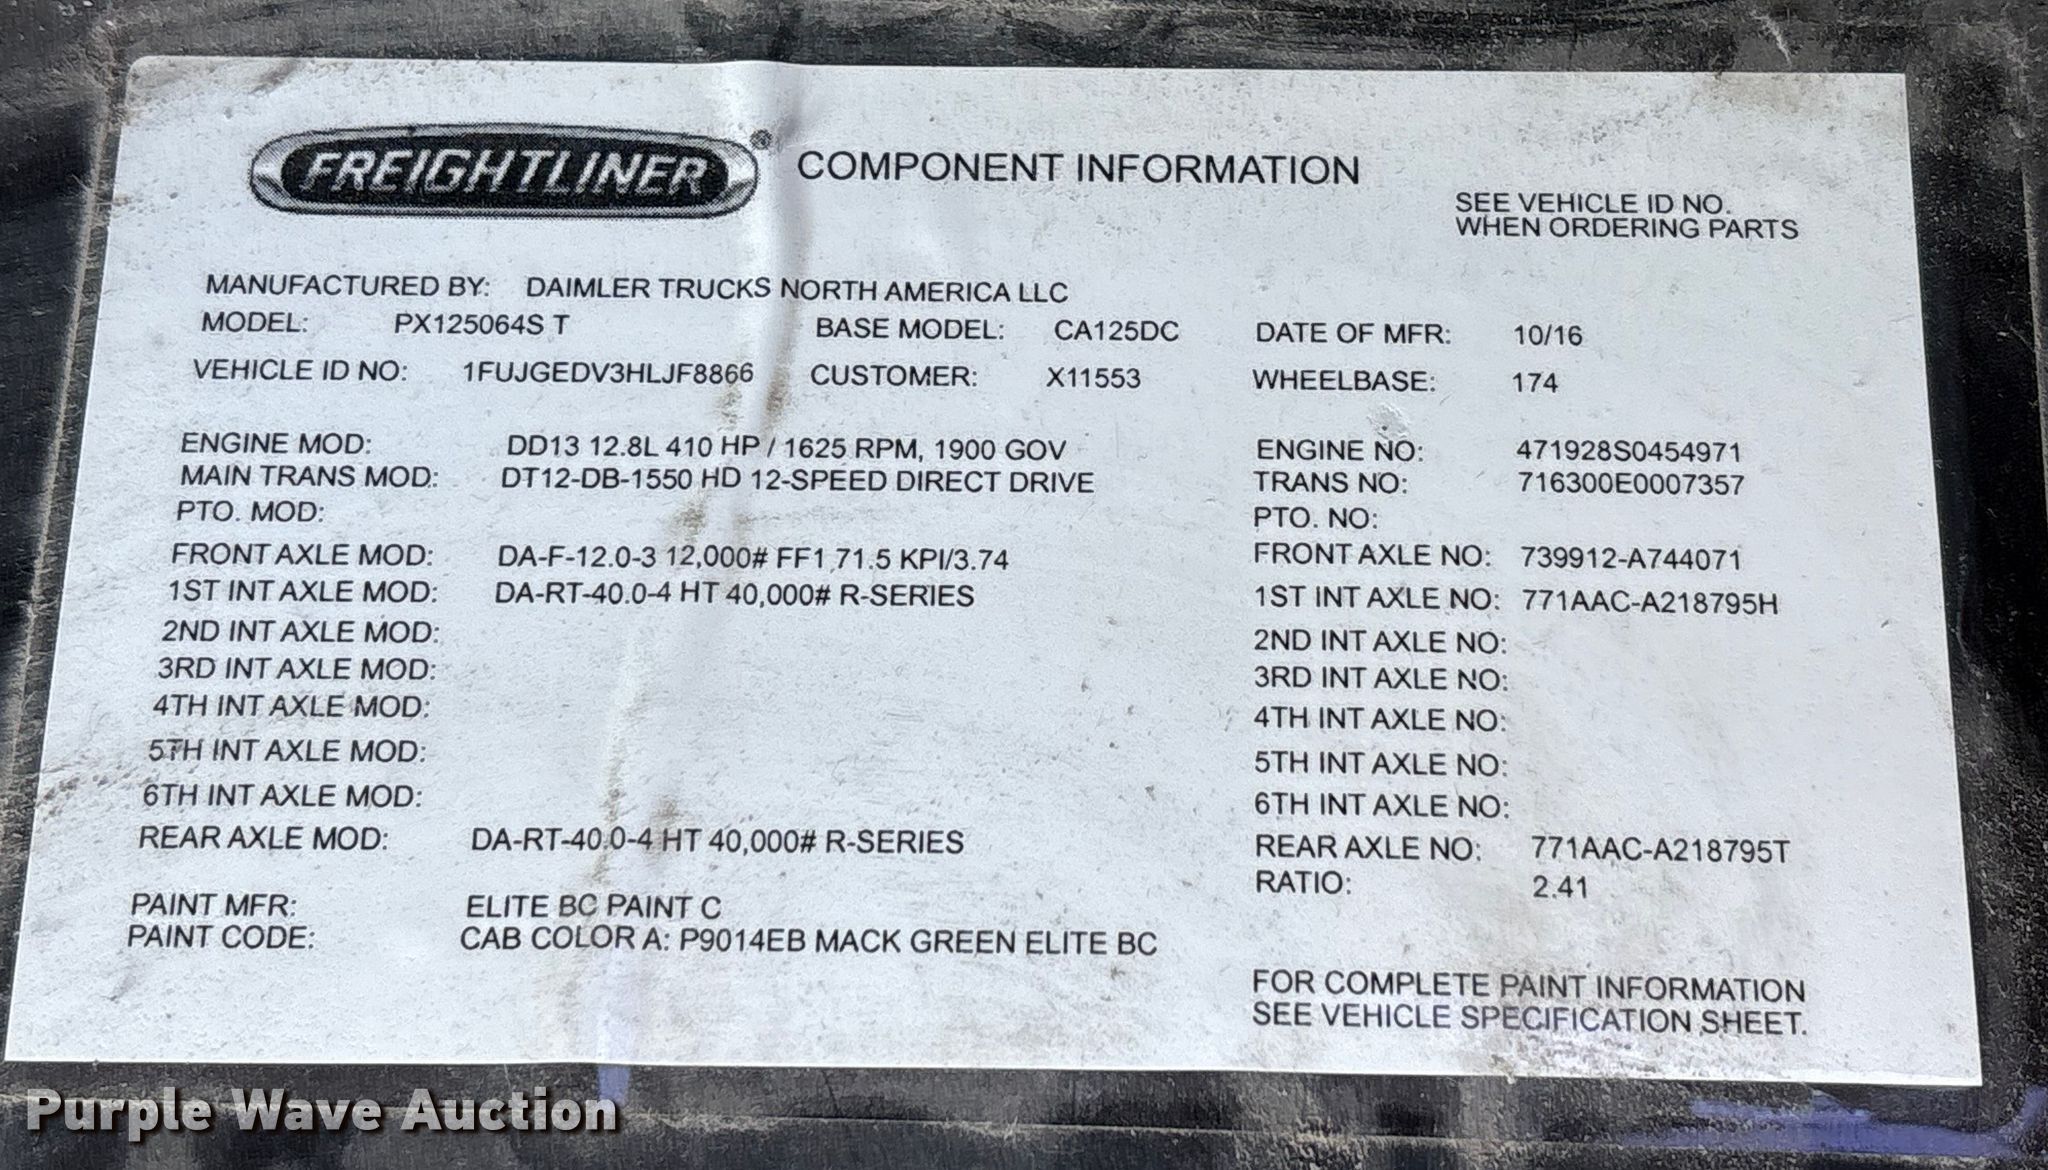 FREIGHTLINER® COMPONENT INFORMATION
SEE VEHICLE ID NO.
WHEN ORDERING PARTS
MANUFACTURED BY: DAIMLER TRUCKS NORTH AMERICA LLC
MODEL: PX125064S T BASE MODEL: CA125DC DATE OF MFR: 10/16
VEHICLE ID NO: 1FUJGEDV3HLJF8866 CUSTOMER: X11553 WHEELBASE: 174
ENGINE MOD: DD13 12.8L 410 HP / 1625 RPM, 1900 GOV ENGINE NO: 471928S0454971
MAIN TRANS MOD: DT12-DB-1550 HD 12-SPEED DIRECT DRIVE TRANS NO: 716300E0007357
PTO. MOD: PTO. NO:
FRONT AXLE MOD: DA-F-12.0-3 12,000# FF1 71.5 KPI/3.74 FRONT AXLE NO: 739912-A744071
1ST INT AXLE MOD: DA-RT-40.0-4 HT 40,000# R-SERIES 1ST INT AXLE NO: 771AAC-A218795H
2ND INT AXLE MOD: 2ND INT AXLE NO:
3RD INT AXLE MOD: 3RD INT AXLE NO:
4TH INT AXLE MOD: 4TH INT AXLE NO:
5TH INT AXLE MOD: 5TH INT AXLE NO:
6TH INT AXLE MOD: 6TH INT AXLE NO:
REAR AXLE MOD: DA-RT-40.0-4 HT 40,000# R-SERIES REAR AXLE NO: 771AAC-A218795T
RATIO: 2.41
PAINT MFR: ELITE BC PAINT C
PAINT CODE: CAB COLOR A: P9014EB MACK GREEN ELITE BC
FOR COMPLETE PAINT INFORMATION
SEE VEHICLE SPECIFICATION SHEET.
Purple Wave Auction